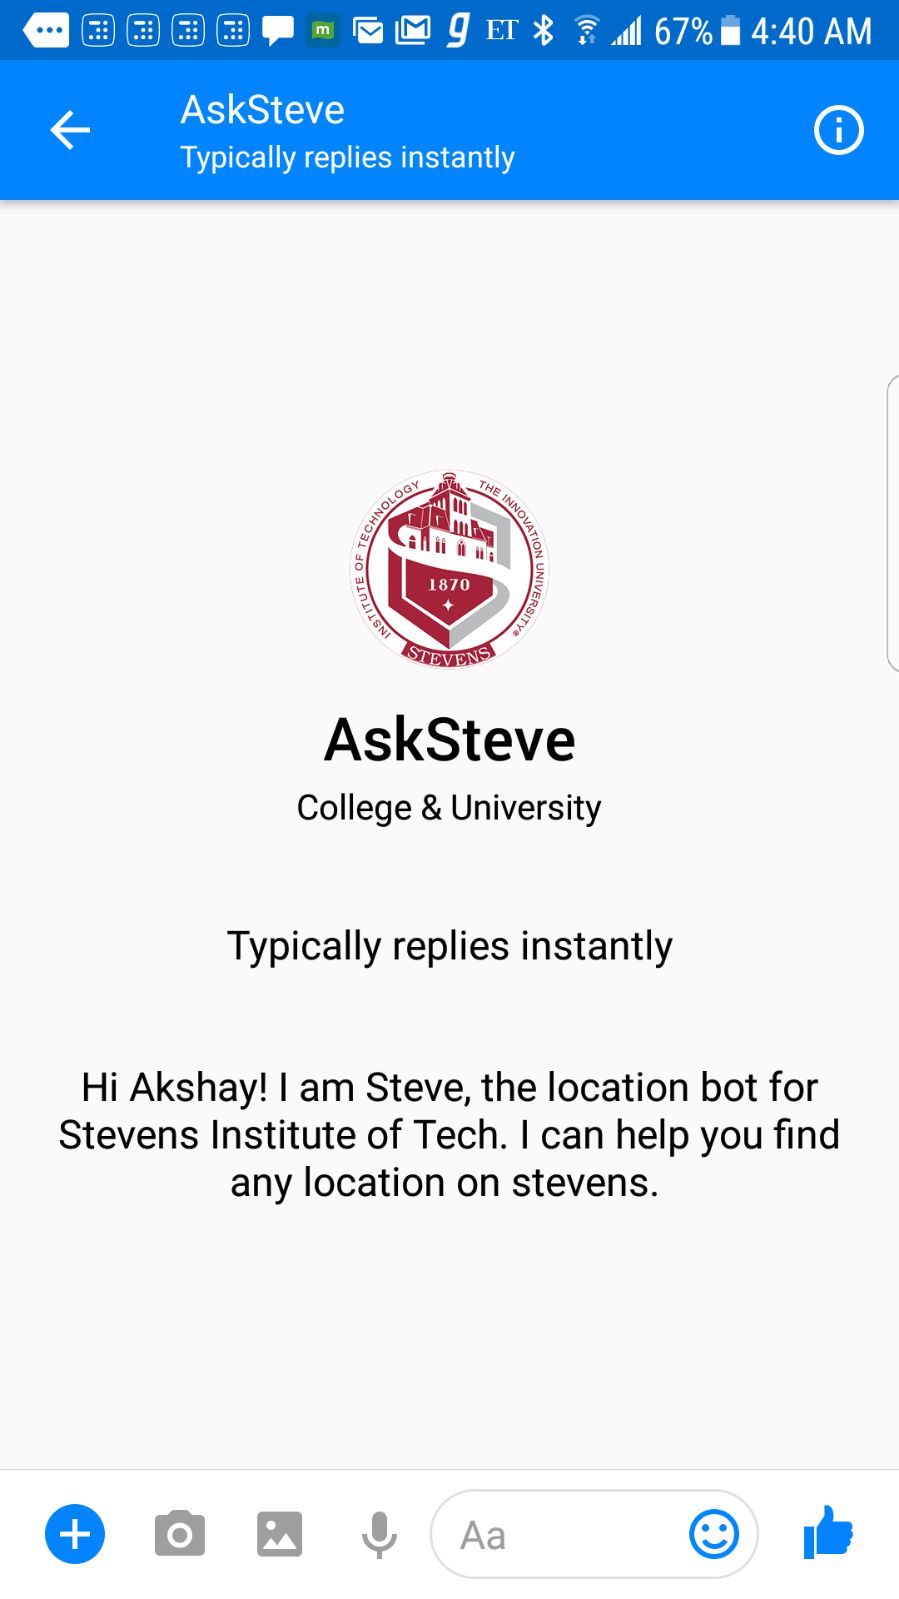 m g ET 67% 4:40 AM
AskSteve
Typically replies instantly
INSTITUTE OF TECHNOLOGY THE INNOVATION UNIVERSITY®
1870
STEVENS
AskSteve
College & University
Typically replies instantly
Hi Akshay! I am Steve, the location bot for
Stevens Institute of Tech. I can help you find
any location on stevens.
Aa